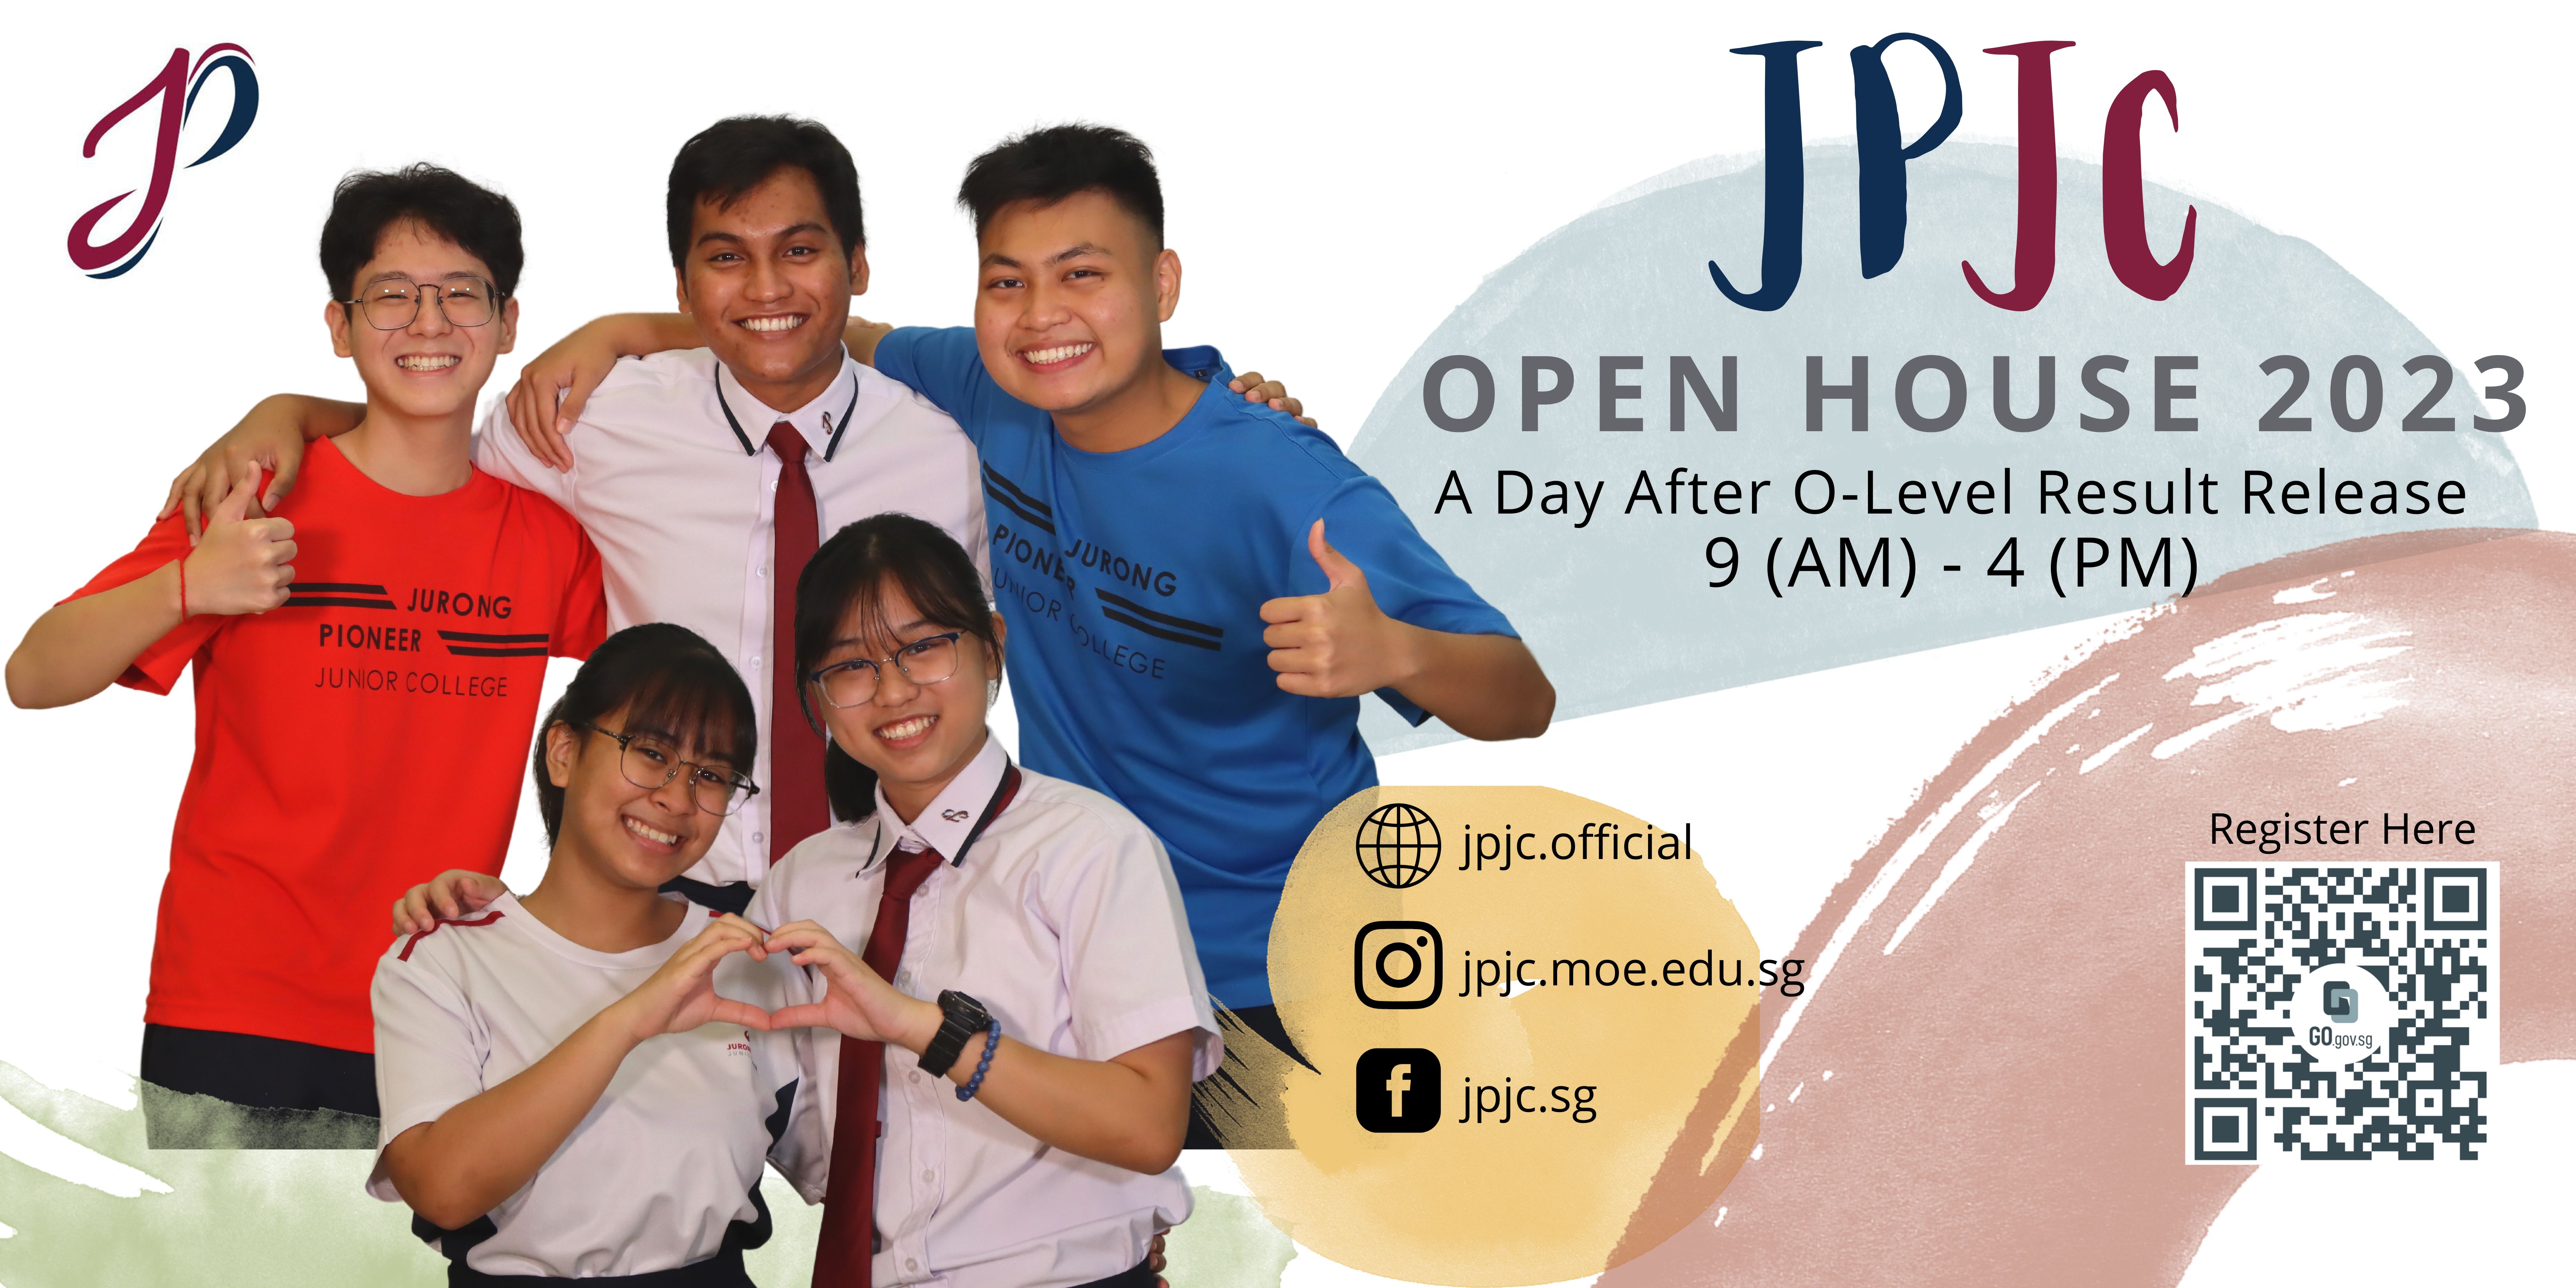 JP
JPJC
OPEN HOUSE 2023
A Day After O-Level Result Release
9 (AM) - 4 (PM)
JURONG
PIONEER
JUNIOR COLLEGE
JURONG
PIONEER
JUNIOR COLLEGE
jpjc.official
jpjc.moe.edu.sg
f jpjc.sg
Register Here
GO.gov.sg